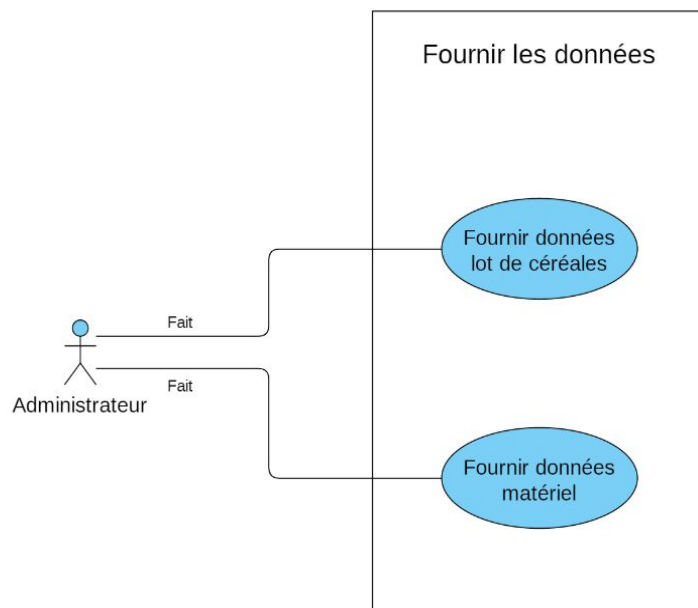 Fournir les données
Fournir données
lot de céréales
Fait
Fait
Administrateur
Fournir données
matériel